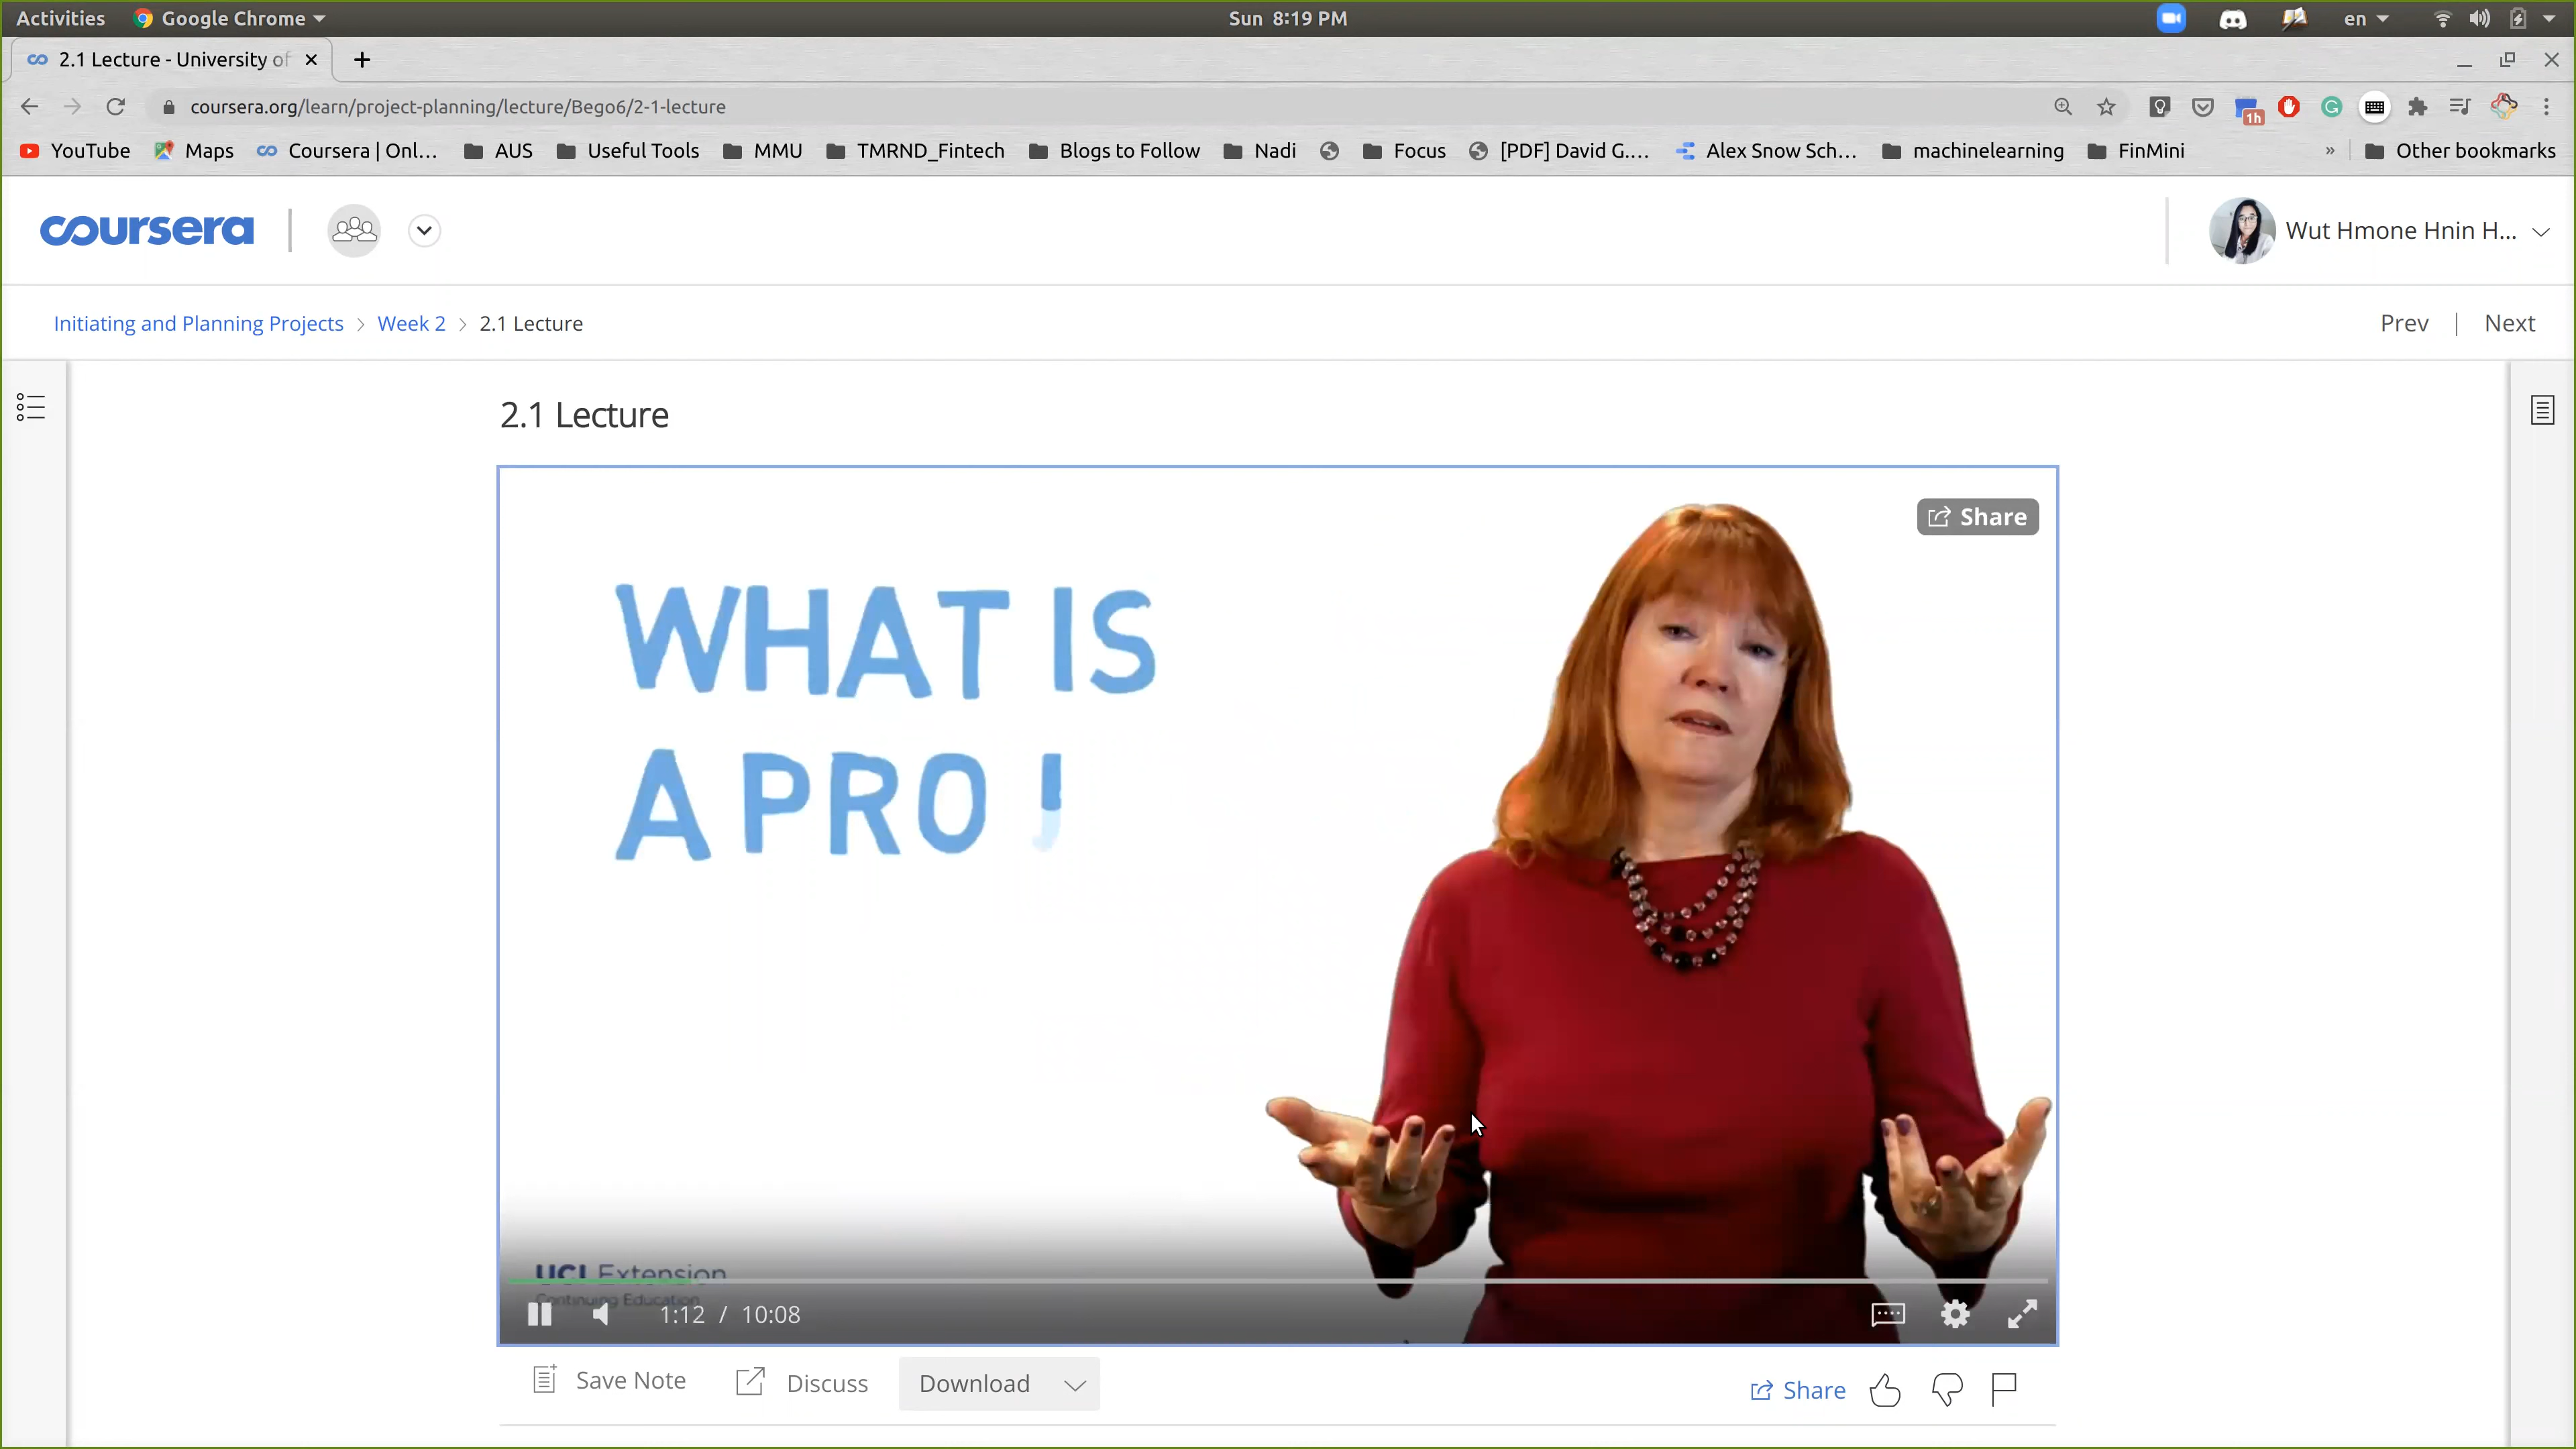 Activities
Google Chrome
Sun 8:19 PM
en
2.1 Lecture - University of
coursera.org/learn/project-planning/lecture/Bego6/2-1-lecture
1h
YouTube
Maps
Coursera | Onl...
AUS
Useful Tools
MMU
TMRND_Fintech
Blogs to Follow
Nadi
Focus
[PDF] David G....
Alex Snow Sch...
machinelearning
FinMini
»
Other bookmarks
coursera
Wut Hmone Hnin H...
Initiating and Planning Projects > Week 2 > 2.1 Lecture
Prev | Next
2.1 Lecture
Share
WHAT IS
A PROJ
UCI Extension
Continuing Education
1:12 / 10:08
Save Note
Discuss
Download
Share